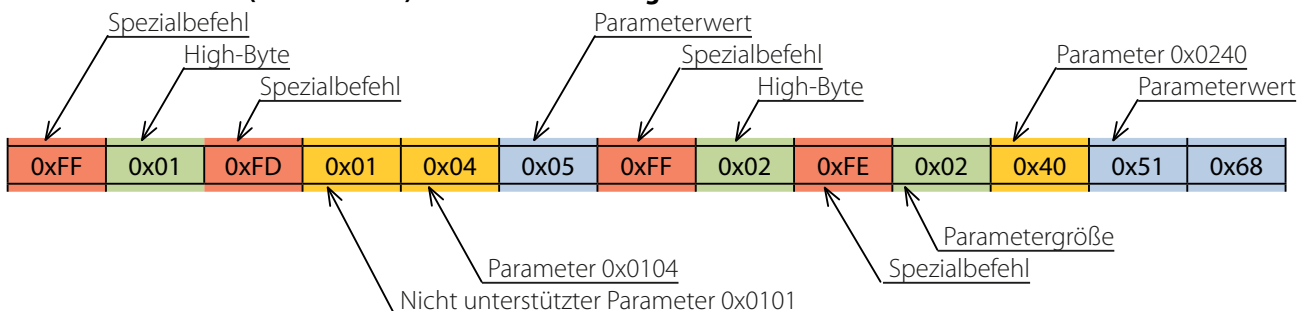 Spezialbefehl Parameterwert
High-Byte Spezialbefehl Parameter 0x0240
Spezialbefehl High-Byte Parameterwert
0xFF 0x01 0xFD 0x01 0x04 0x05 0xFF 0x02 0xFE 0x02 0x40 0x51 0x68
Parametergröße
Parameter 0x0104 Spezialbefehl
Nicht unterstützter Parameter 0x0101